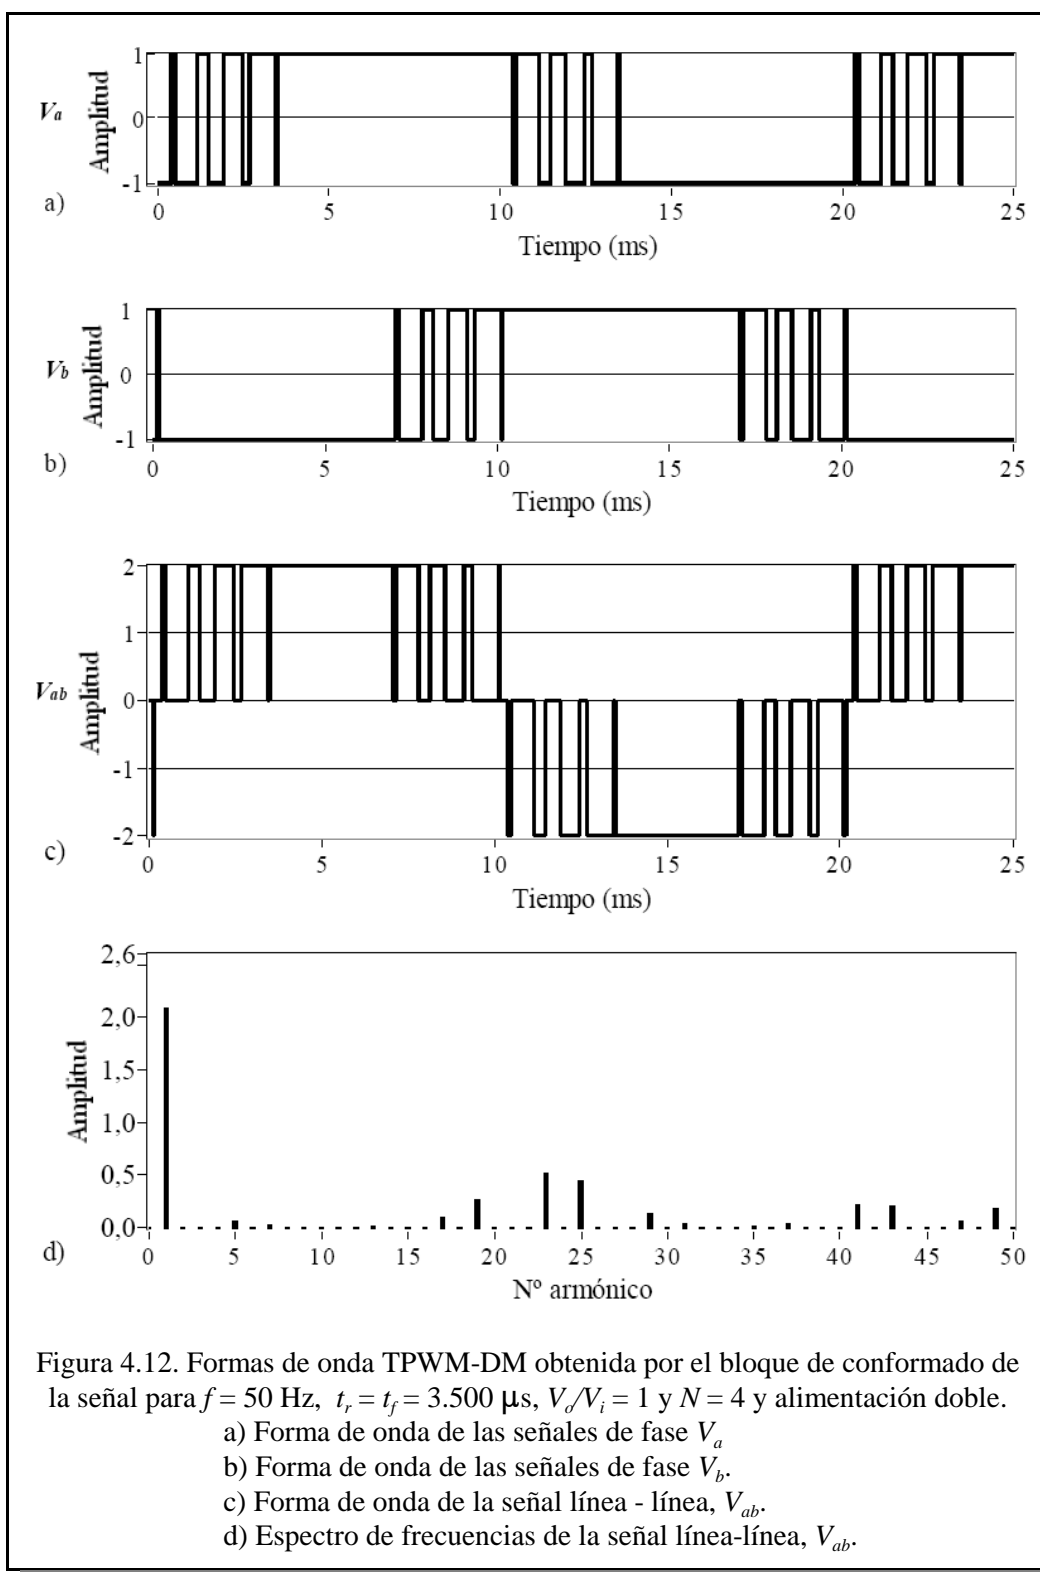 1
0
-1
Va
Amplitud
a)
0 5 10 15 20 25
Tiempo (ms)
1
0
-1
Vb
Amplitud
b)
0 5 10 15 20 25
Tiempo (ms)
2
1
0
-1
-2
Vab
Amplitud
c)
0 5 10 15 20 25
Tiempo (ms)
2,6
2,0
1,5
1,0
0,5
0,0
Amplitud
d)
0 5 10 15 20 25 30 35 40 45 50
Nº armónico
Figura 4.12. Formas de onda TPWM-DM obtenida por el bloque de conformado de
la señal para f = 50 Hz, tr = tf = 3.500 µs, Vo/Vi = 1 y N = 4 y alimentación doble.
a) Forma de onda de las señales de fase Va
b) Forma de onda de las señales de fase Vb.
c) Forma de onda de la señal línea - línea, Vab.
d) Espectro de frecuencias de la señal línea-línea, Vab.